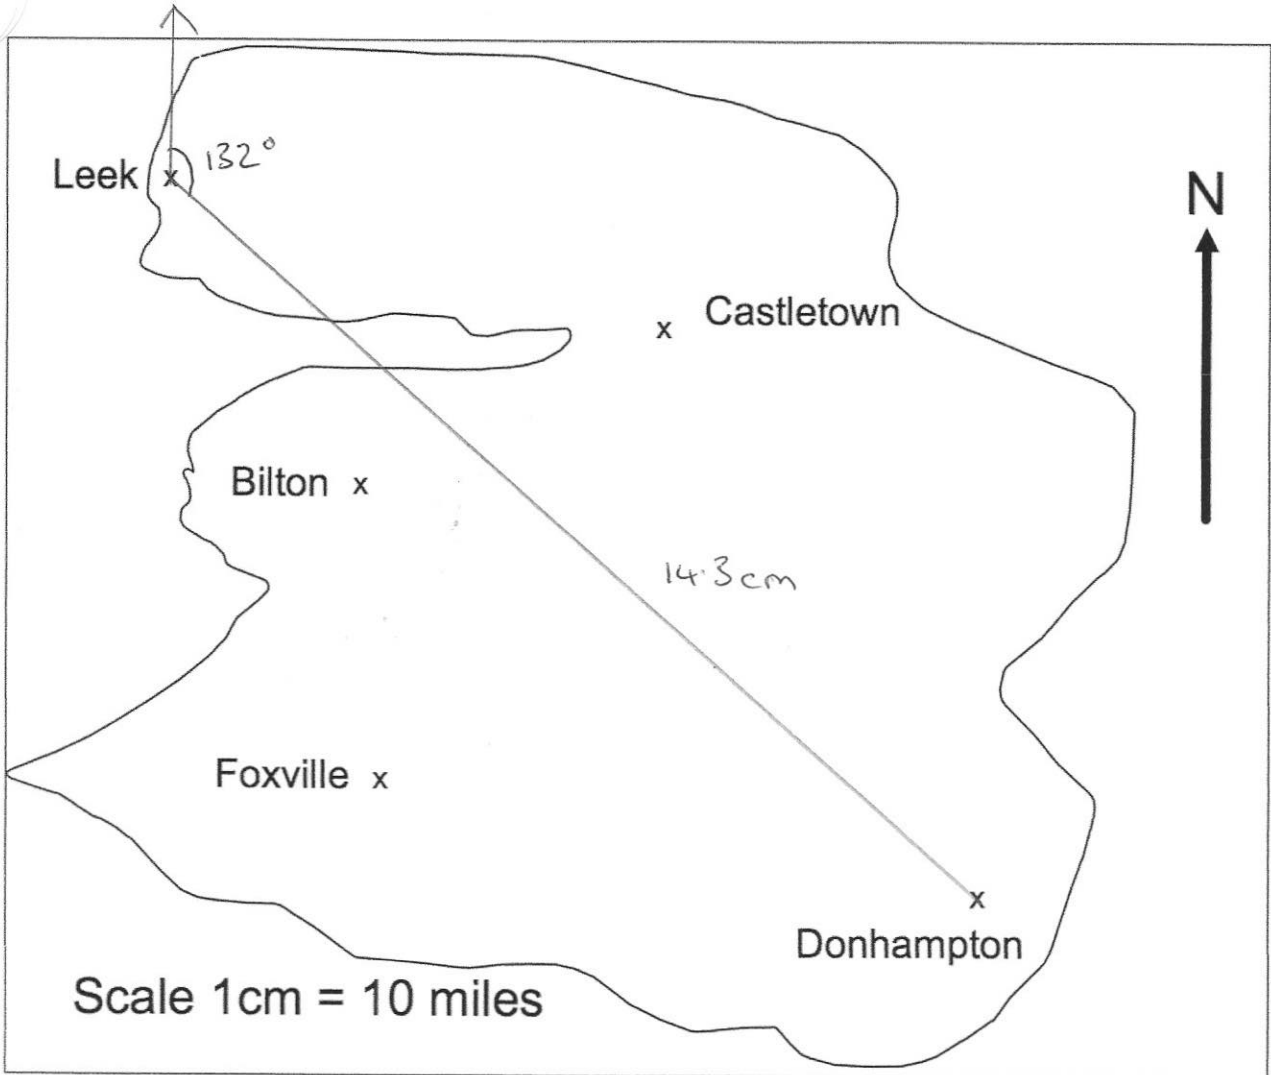 132°
Leek x
N
Castletown
x
Bilton x
14.3cm
Foxville x
x
Donhampton
Scale 1cm = 10 miles